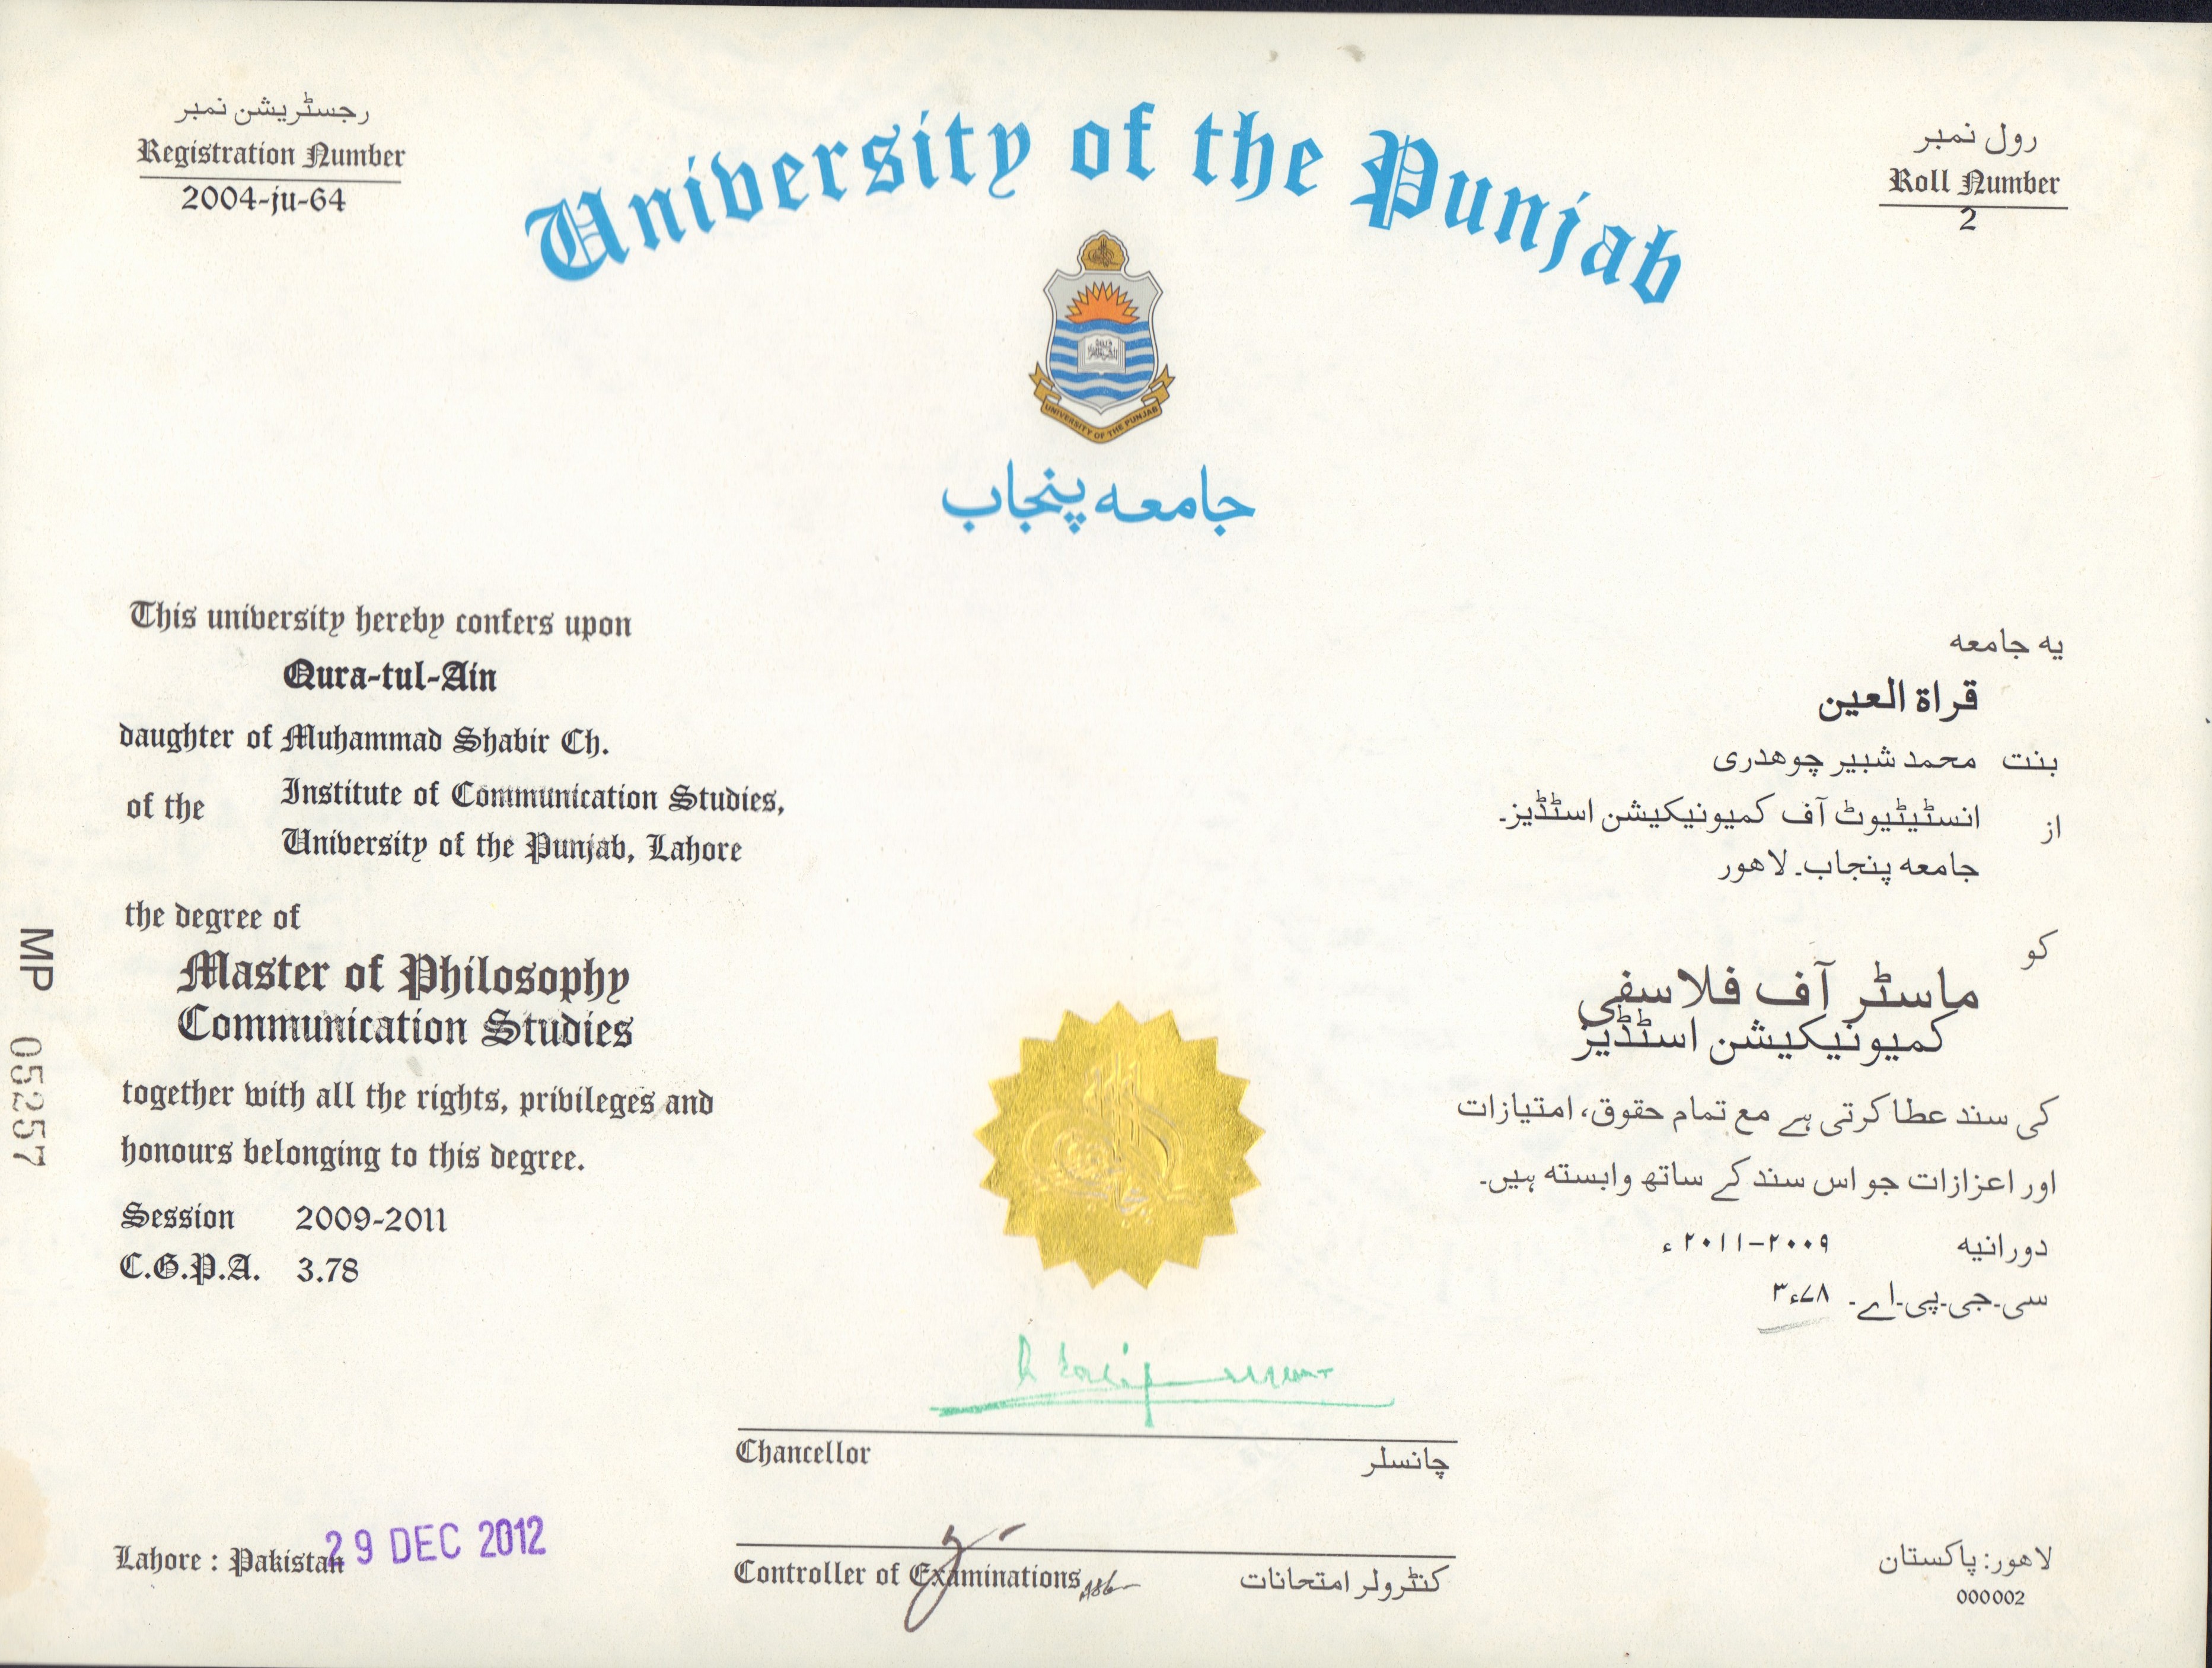 رجسٹریشن نمبر
Registration Number
2004-ju-64
University of the Punjab
رول نمبر
Roll Number
2
UNIVERSITY OF THE PUNJAB
جامعہ پنجاب
This university hereby confers upon
Qura-tul-Ain
daughter of Muhammad Shabir Ch.
of the Institute of Communication Studies,
University of the Punjab, Lahore
the degree of
Master of Philosophy
Communication Studies
together with all the rights, privileges and
honours belonging to this degree.
Session 2009-2011
C.G.P.A. 3.78
یہ جامعہ
قراۃ العین
بنت محمد شبیر چوھدری
از انسٹیٹیوٹ آف کمیونیکیشن اسٹڈیز۔
جامعہ پنجاب۔ لاھور
کو
ماسٹر آف فلاسفی
کمیونیکیشن اسٹڈیز
کی سند عطا کرتی ہے مع تمام حقوق، امتیازات
اور اعزازات جو اس سند کے ساتھ وابستہ ہیں۔
دورانیہ ۲۰۰۹-۲۰۱۱ء
سی۔جی۔پی۔اے۔ ۳ء۷۸
MP 05257
Chancellor چانسلر
Controller of Examinations کنٹرولر امتحانات
Lahore : Pakistan
29 DEC 2012
لاھور: پاکستان
000002